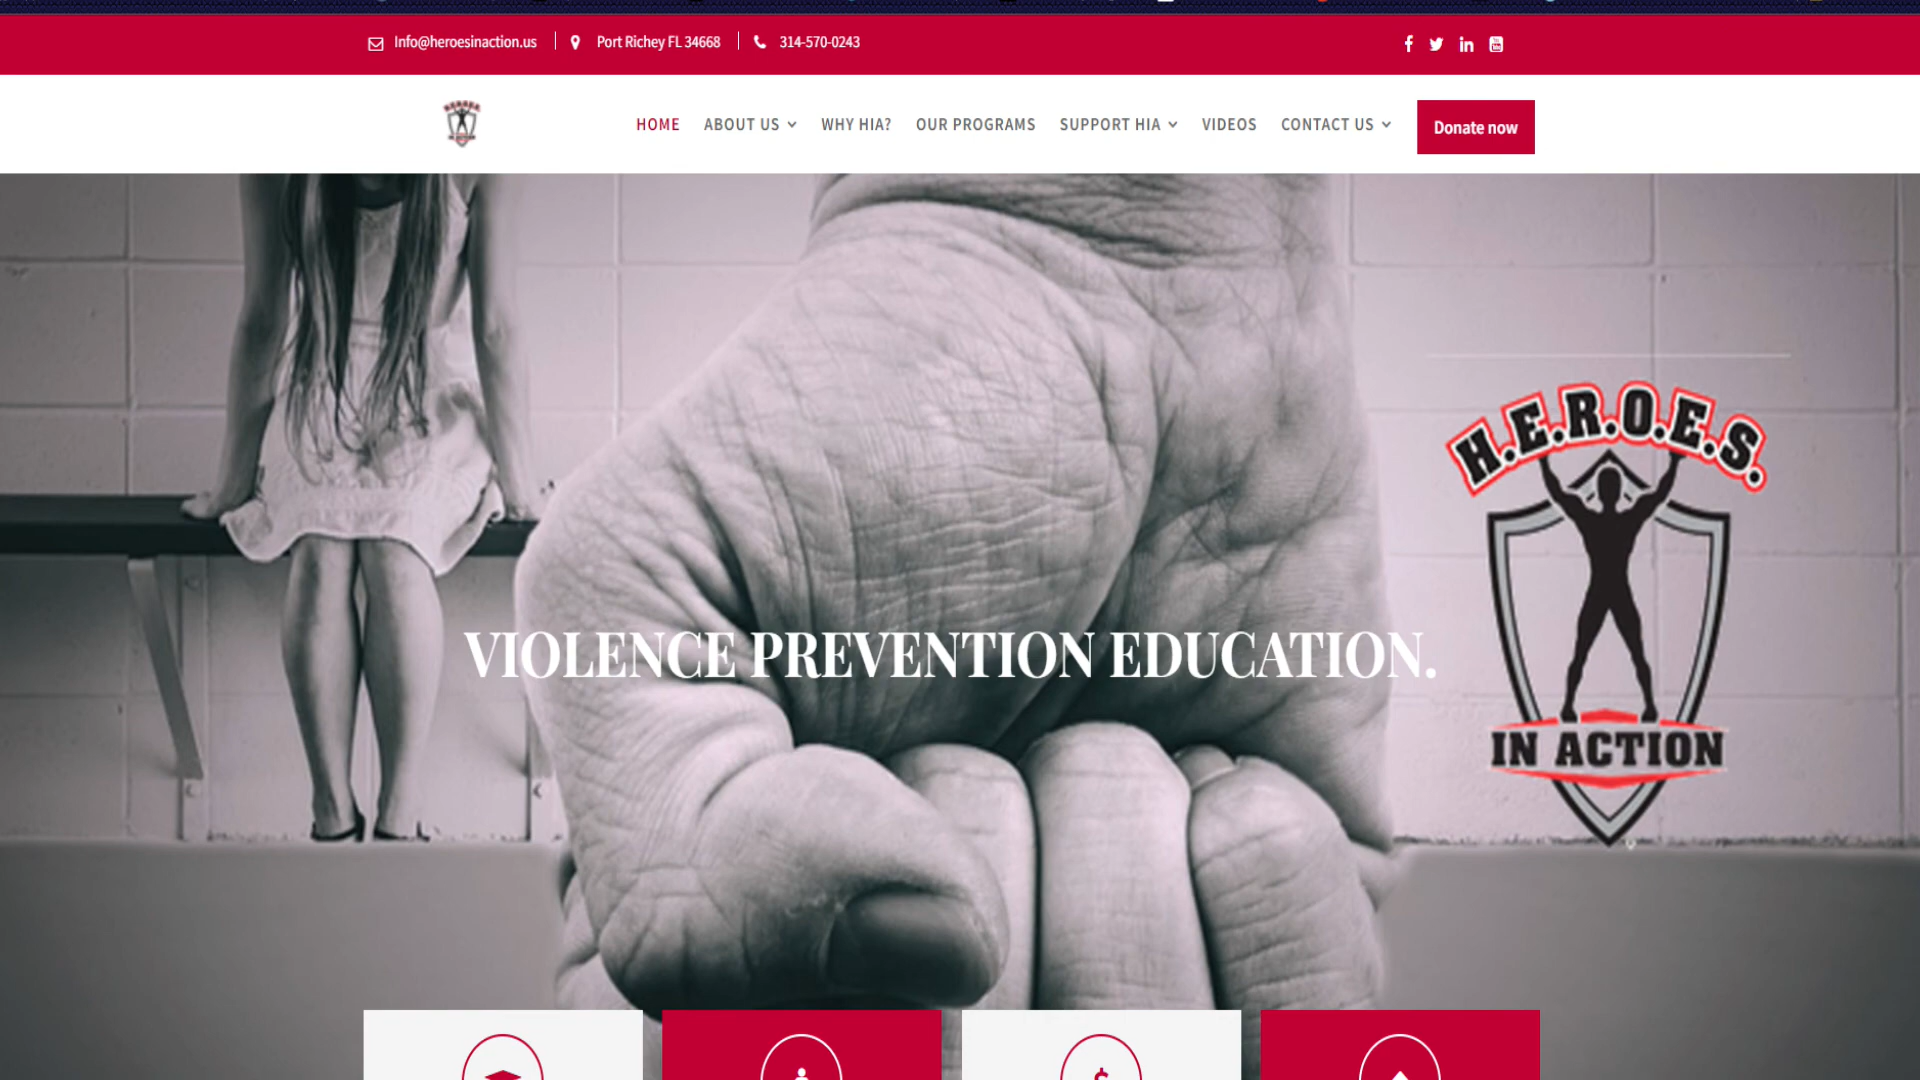 Info@heroesinaction.us
Port Richey FL 34668
314-570-0243
HOME
ABOUT US
WHY HIA?
OUR PROGRAMS
SUPPORT HIA
VIDEOS
CONTACT US
Donate now
H.E.R.O.E.S.
IN ACTION
VIOLENCE PREVENTION EDUCATION.